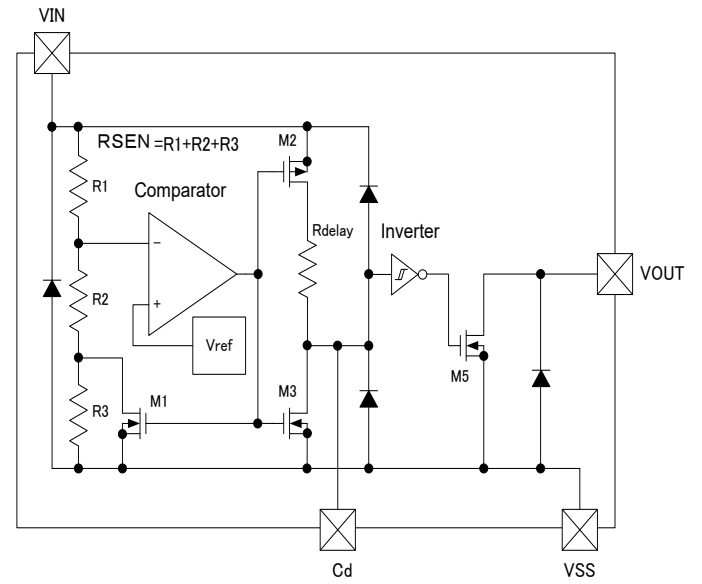 VIN
RSEN =R1+R2+R3
M2
R1
Comparator
Rdelay
Inverter
−
VOUT
R2
+
Vref
M5
M1
M3
R3
Cd
VSS